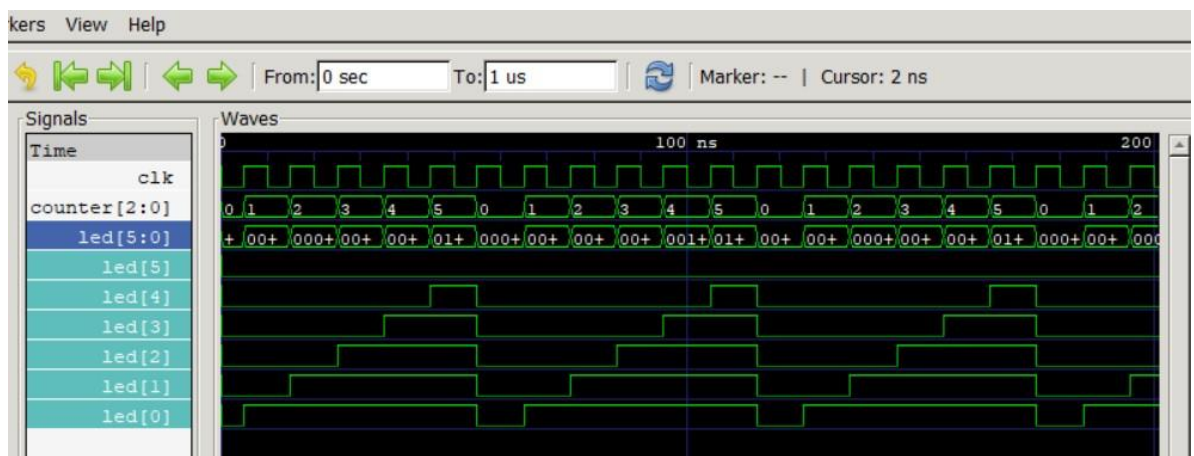 kers View Help
From: 0 sec To: 1 us Marker: -- | Cursor: 2 ns
Signals Waves
Time 0 100 ns 200
clk
counter[2:0] 0 1 2 3 4 5 0 1 2 3 4 5 0 1 2 3 4 5 0 1 2
led[5:0] + 00+ 000+ 00+ 00+ 01+ 000+ 00+ 00+ 00+ 001+ 01+ 00+ 00+ 000+ 00+ 00+ 01+ 000+ 00+ 000
led[5]
led[4]
led[3]
led[2]
led[1]
led[0]